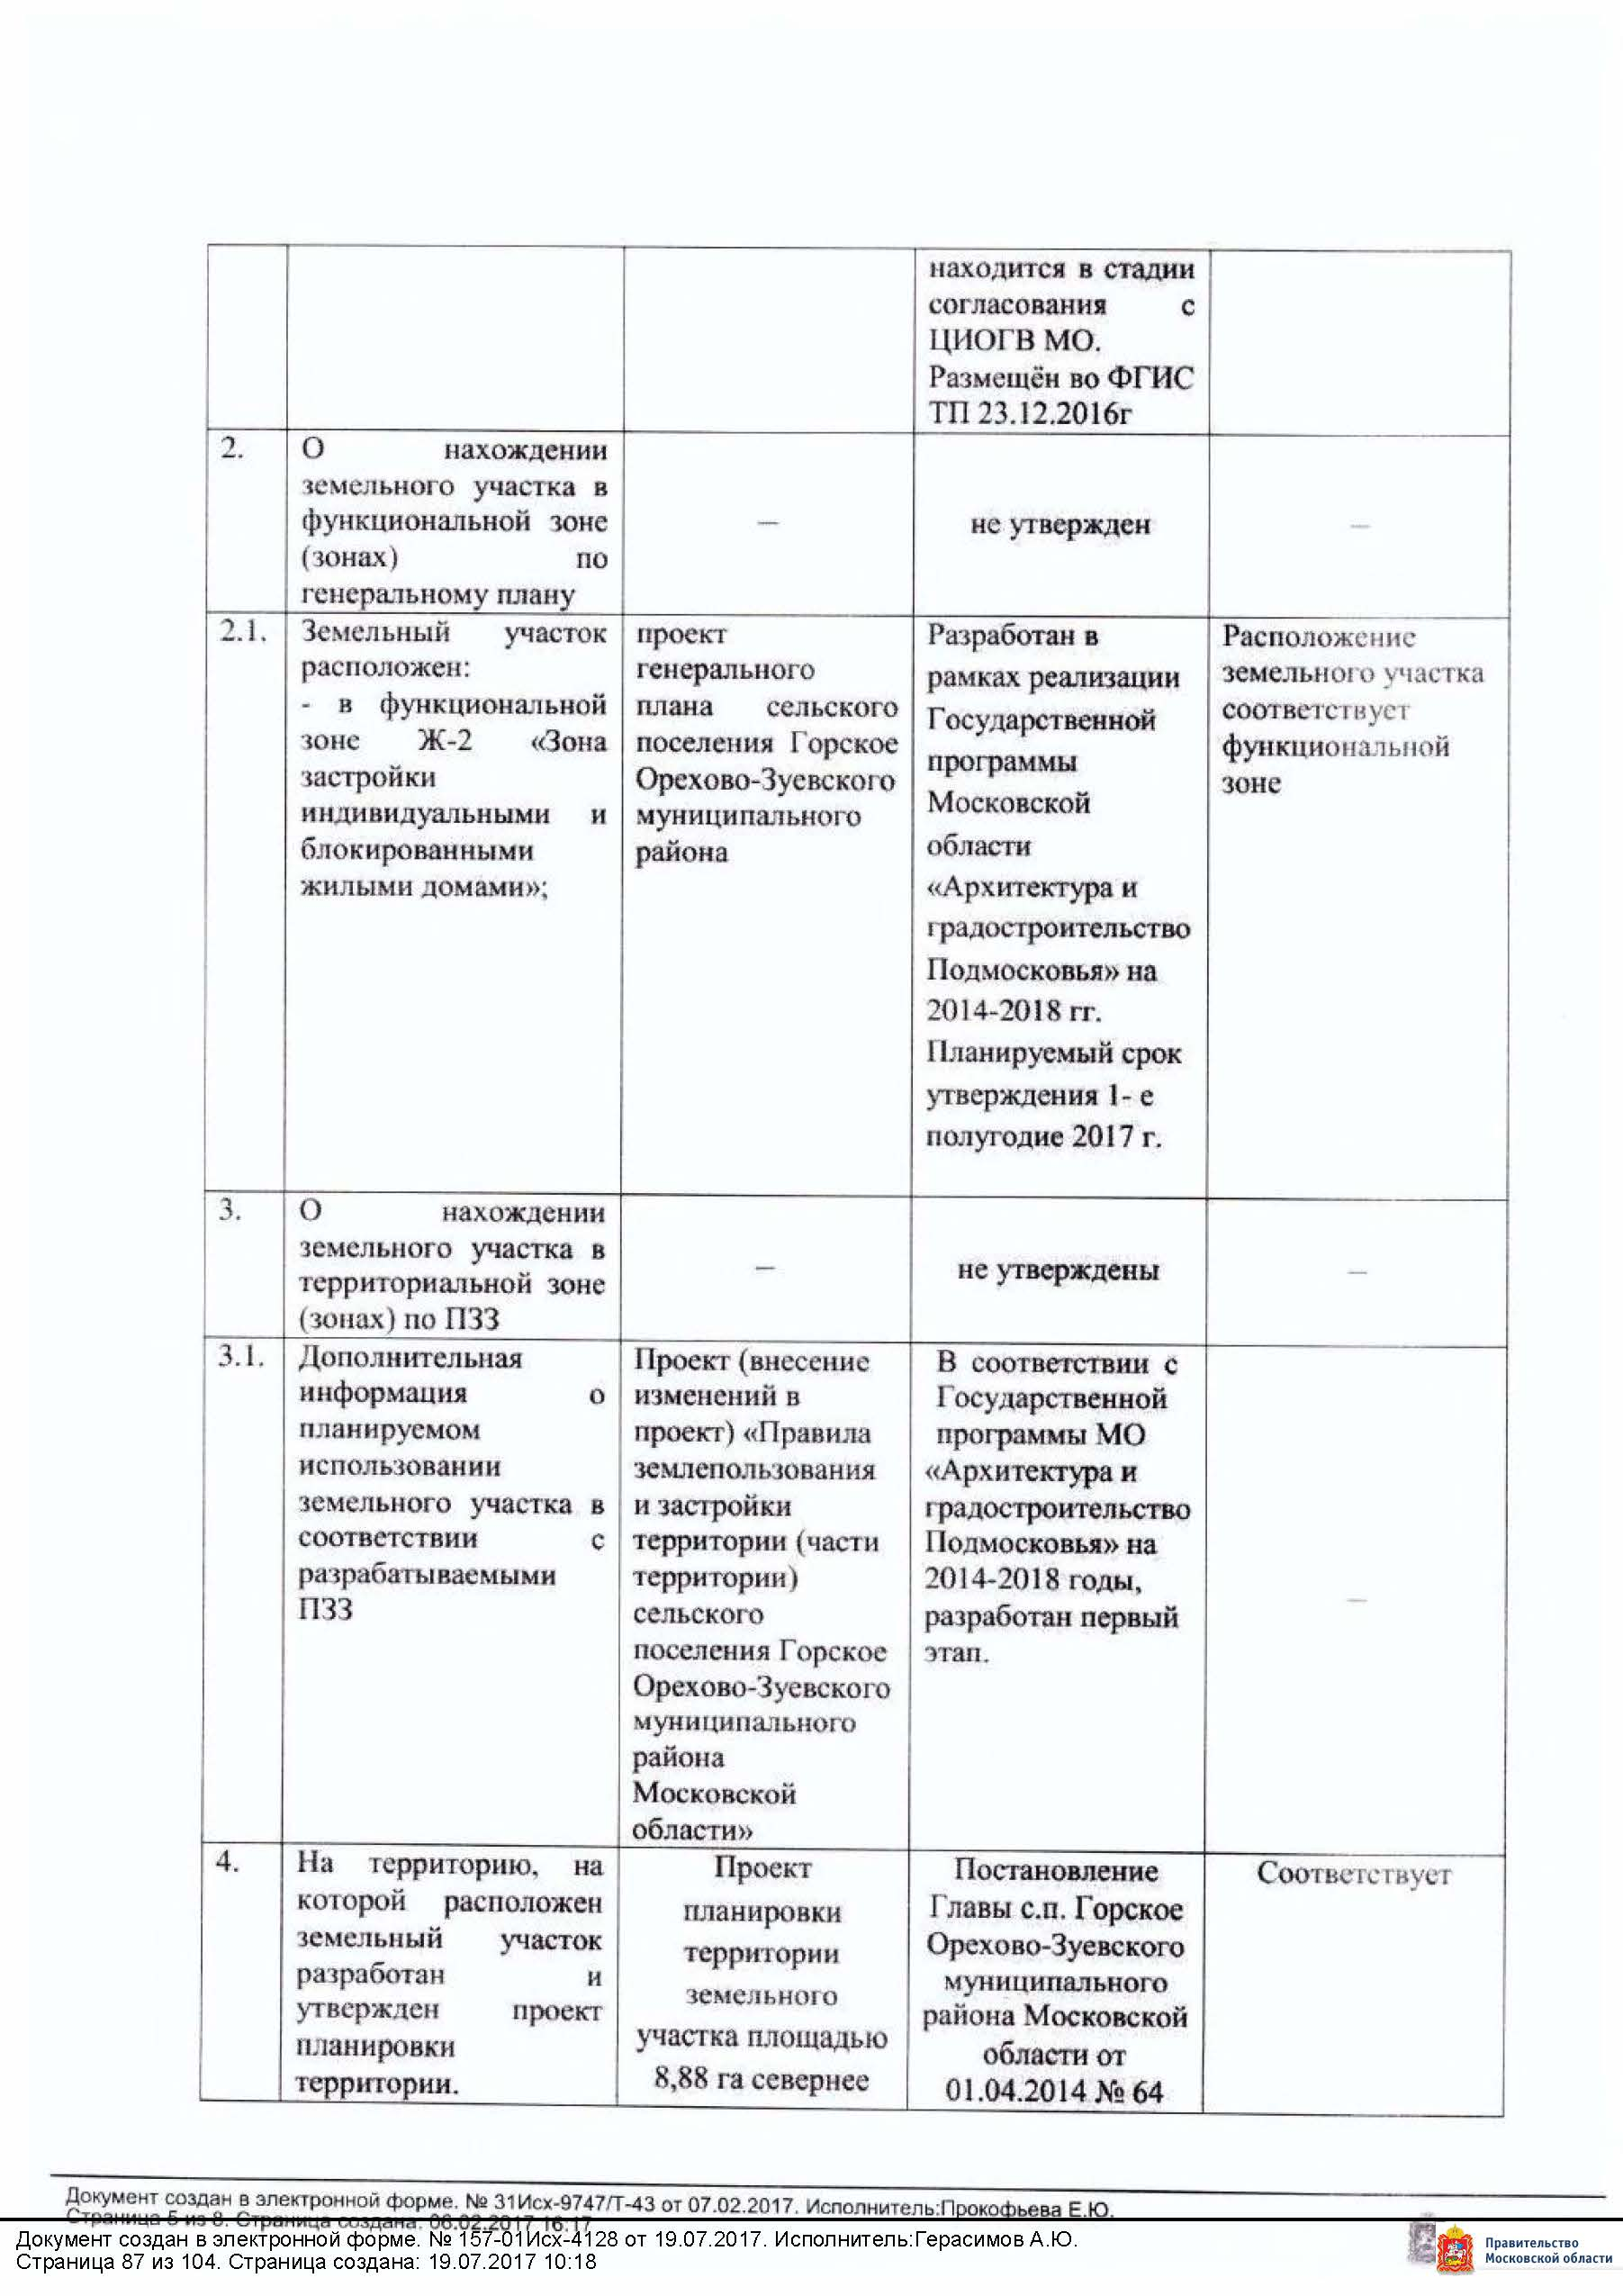 находится в стадии
согласования с
ЦИОГВ МО.
Размещён во ФГИС
ТП 23.12.2016г
2.
О нахождении
земельного участка в
функциональной зоне
(зонах) по
генеральному плану
–
не утвержден
–
2.1.
Земельный участок
расположен:
- в функциональной
зоне Ж-2 «Зона
застройки
индивидуальными и
блокированными
жилыми домами»;
проект
генерального
плана сельского
поселения Горское
Орехово-Зуевского
муниципального
района
Разработан в
рамках реализации
Государственной
программы
Московской
области
«Архитектура и
градостроительство
Подмосковья» на
2014-2018 гг.
Планируемый срок
утверждения 1- е
полугодие 2017 г.
Расположение
земельного участка
соответствует
функциональной
зоне
3.
О нахождении
земельного участка в
территориальной зоне
(зонах) по ПЗЗ
–
не утверждены
–
3.1.
Дополнительная
информация о
планируемом
использовании
земельного участка в
соответствии с
разрабатываемыми
ПЗЗ
Проект (внесение
изменений в
проект) «Правила
землепользования
и застройки
территории (части
территории)
сельского
поселения Горское
Орехово-Зуевского
муниципального
района
Московской
области»
В соответствии с
Государственной
программы МО
«Архитектура и
градостроительство
Подмосковья» на
2014-2018 годы,
разработан первый
этап.
–
4.
На территорию, на
которой расположен
земельный участок
разработан и
утвержден проект
планировки
территории.
Проект
планировки
территории
земельного
участка площадью
8,88 га севернее
Постановление
Главы с.п. Горское
Орехово-Зуевского
муниципального
района Московской
области от
01.04.2014 № 64
Соответствует
Документ создан в электронной форме. № 31Исх-9747/Т-43 от 07.02.2017. Исполнитель:Прокофьева Е.Ю.
Страница 5 из 8. Страница создана: 06.02.2017 16:17
Документ создан в электронной форме. № 157-01Исх-4128 от 19.07.2017. Исполнитель:Герасимов А.Ю.
Страница 87 из 104. Страница создана: 19.07.2017 10:18
Правительство
Московской области